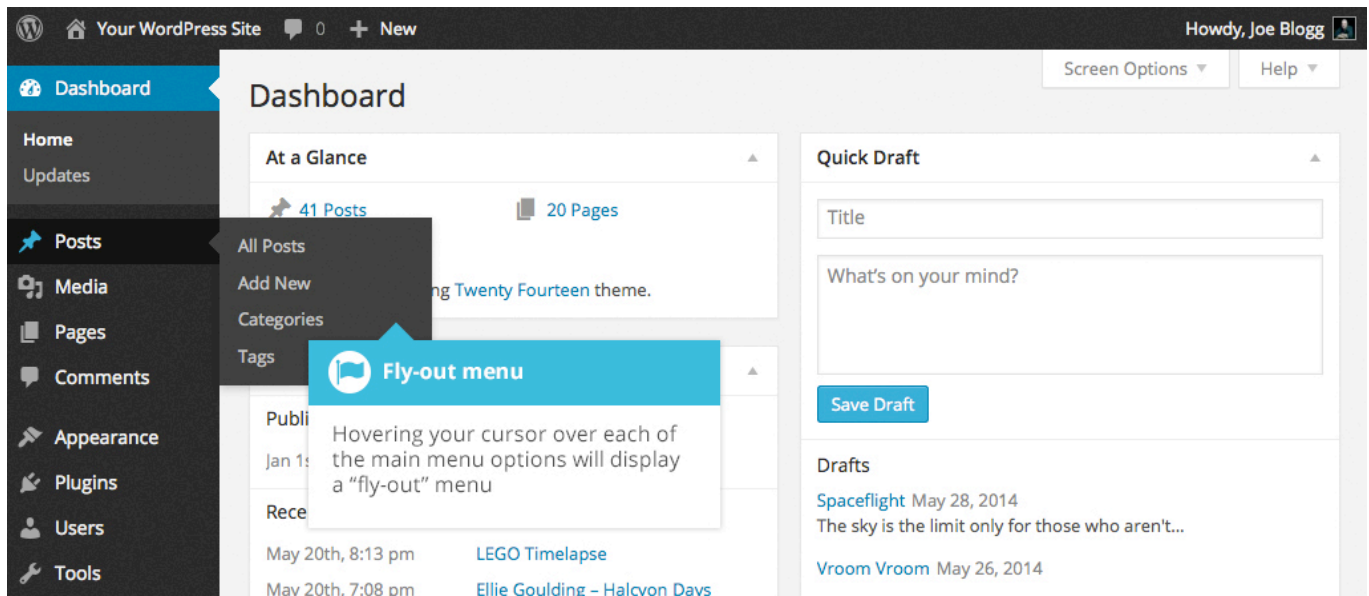 Your WordPress Site 0 + New Howdy, Joe Blogg
Screen Options Help
Dashboard
Home
Updates
Posts
Media
Pages
Comments
Appearance
Plugins
Users
Tools
All Posts
Add New
Categories
Tags
Dashboard
At a Glance
41 Posts 20 Pages
Twenty Fourteen theme.
Fly-out menu
Hovering your cursor over each of
the main menu options will display
a “fly-out” menu
May 20th, 8:13 pm LEGO Timelapse
May 20th, 7:08 pm Ellie Goulding – Halcyon Days
Quick Draft
Title
What's on your mind?
Save Draft
Drafts
Spaceflight May 28, 2014
The sky is the limit only for those who aren't...
Vroom Vroom May 26, 2014